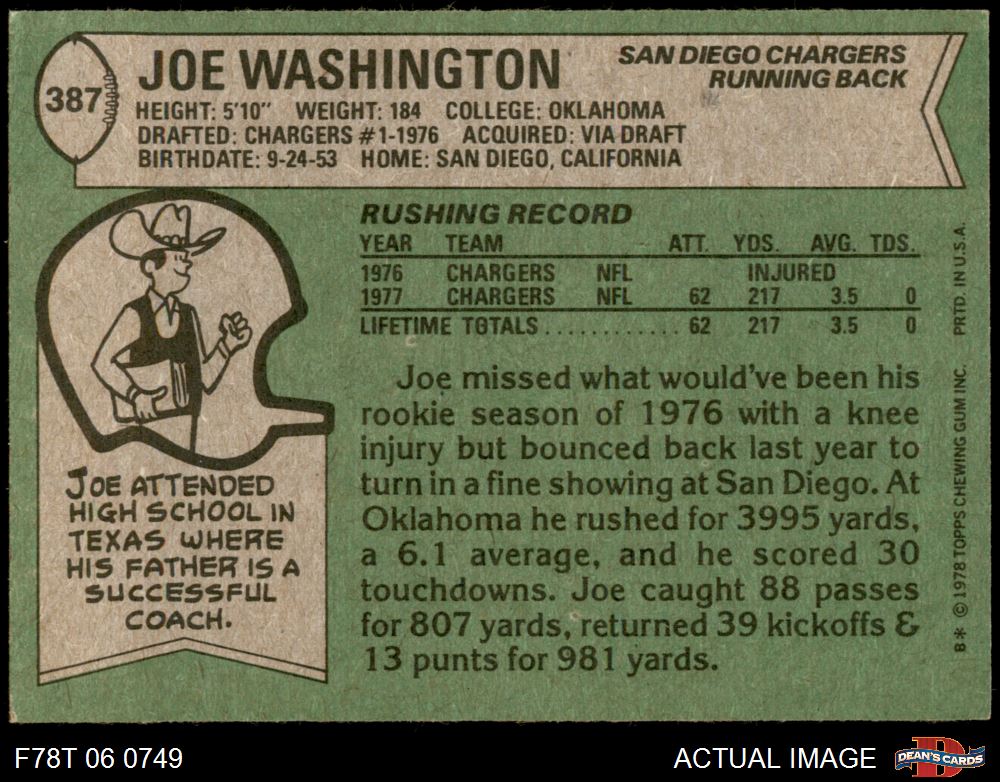 387
JOE WASHINGTON
SAN DIEGO CHARGERS
RUNNING BACK
HEIGHT: 5'10" WEIGHT: 184 COLLEGE: OKLAHOMA
DRAFTED: CHARGERS #1-1976 ACQUIRED: VIA DRAFT
BIRTHDATE: 9-24-53 HOME: SAN DIEGO, CALIFORNIA
JOE ATTENDED
HIGH SCHOOL IN
TEXAS WHERE
HIS FATHER IS A
SUCCESSFUL
COACH.
RUSHING RECORD
YEAR TEAM ATT. YDS. AVG. TDS.
1976 CHARGERS NFL INJURED
1977 CHARGERS NFL 62 217 3.5 0
LIFETIME TOTALS............ 62 217 3.5 0
Joe missed what would've been his
rookie season of 1976 with a knee
injury but bounced back last year to
turn in a fine showing at San Diego. At
Oklahoma he rushed for 3995 yards,
a 6.1 average, and he scored 30
touchdowns. Joe caught 88 passes
for 807 yards, returned 39 kickoffs &
13 punts for 981 yards.
B* © 1978 TOPPS CHEWING GUM INC. PRTD. IN U.S.A.
F78T 06 0749
ACTUAL IMAGE
D
DEAN'S CARDS